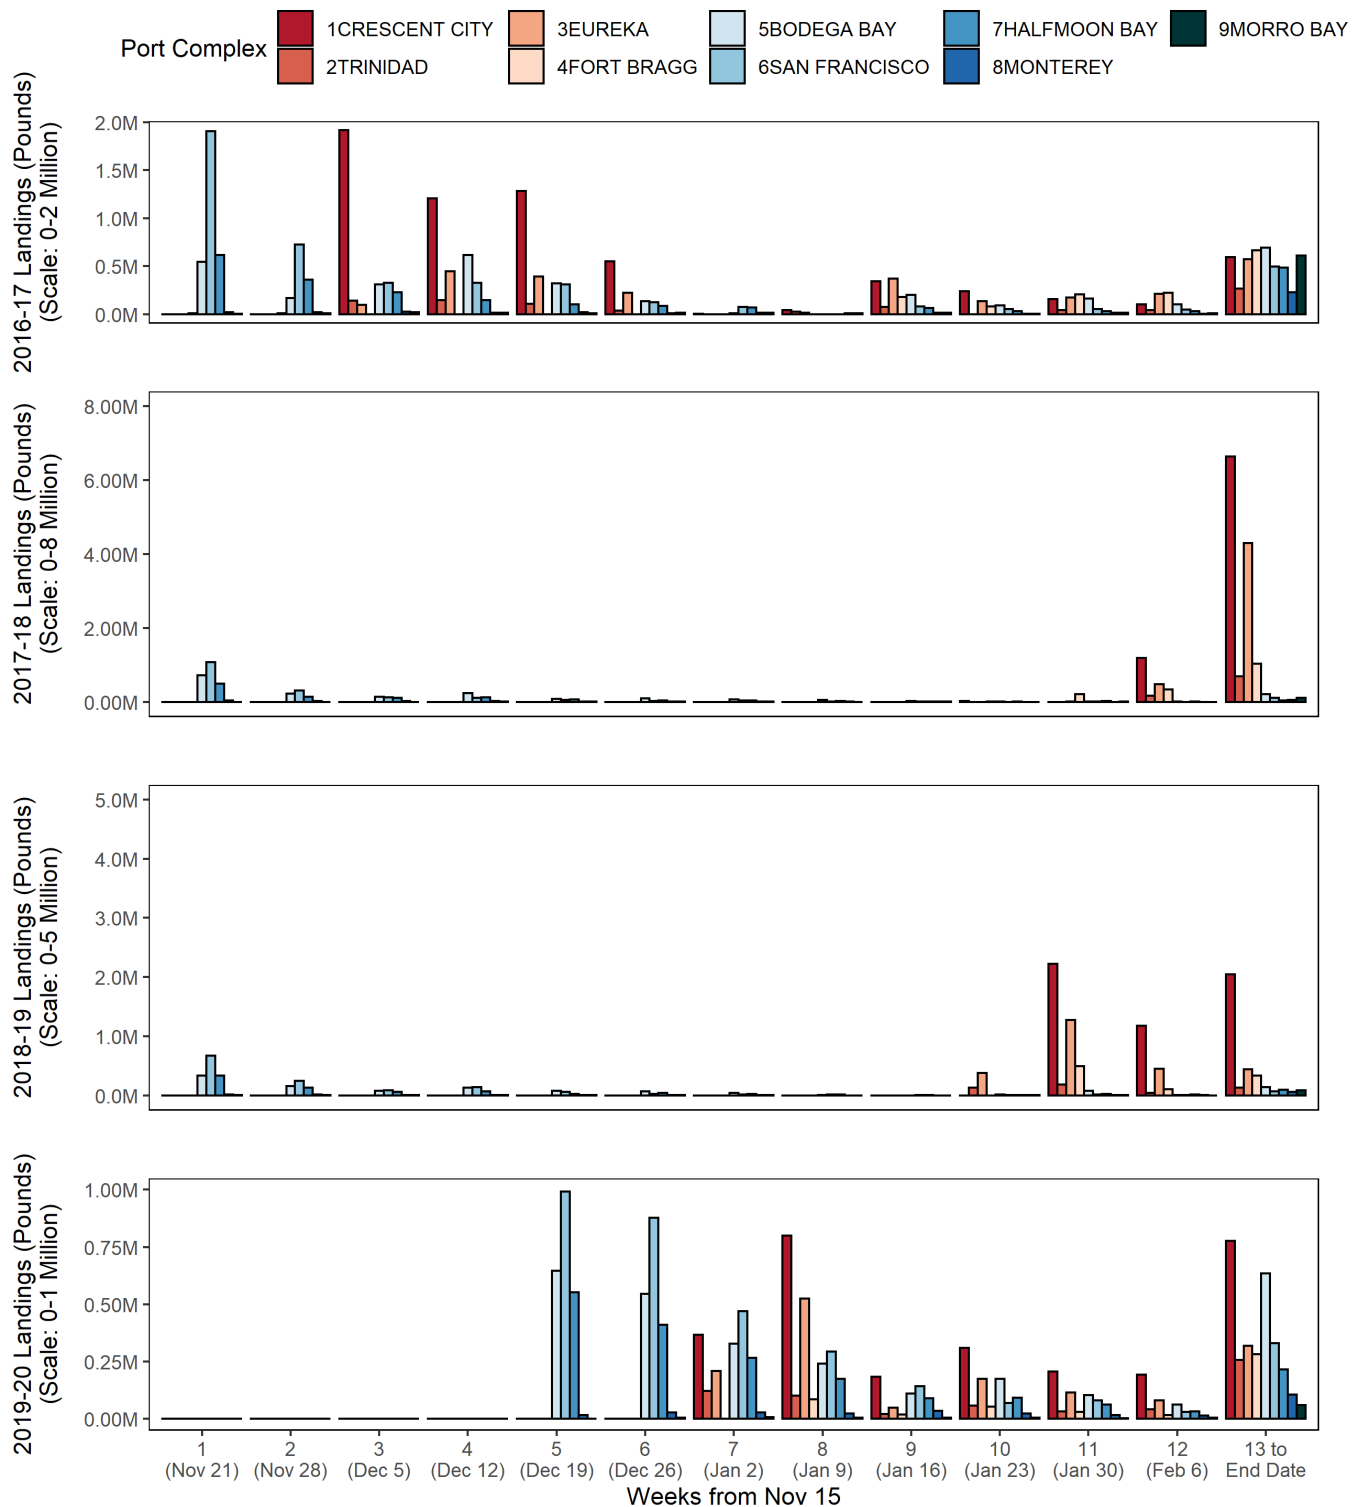 Port Complex
1CRESCENT CITY
3EUREKA
5BODEGA BAY
7HALFMOON BAY
9MORRO BAY
2TRINIDAD
4FORT BRAGG
6SAN FRANCISCO
8MONTEREY
2016-17 Landings (Pounds)
(Scale: 0-2 Million)
2.0M
1.5M
1.0M
0.5M
0.0M
2017-18 Landings (Pounds)
(Scale: 0-8 Million)
8.00M
6.00M
4.00M
2.00M
0.00M
2018-19 Landings (Pounds)
(Scale: 0-5 Million)
5.0M
4.0M
3.0M
2.0M
1.0M
0.0M
2019-20 Landings (Pounds)
(Scale: 0-1 Million)
1.00M
0.75M
0.50M
0.25M
0.00M
1
(Nov 21)
2
(Nov 28)
3
(Dec 5)
4
(Dec 12)
5
(Dec 19)
6
(Dec 26)
7
(Jan 2)
8
(Jan 9)
9
(Jan 16)
10
(Jan 23)
11
(Jan 30)
12
(Feb 6)
13 to
End Date
Weeks from Nov 15